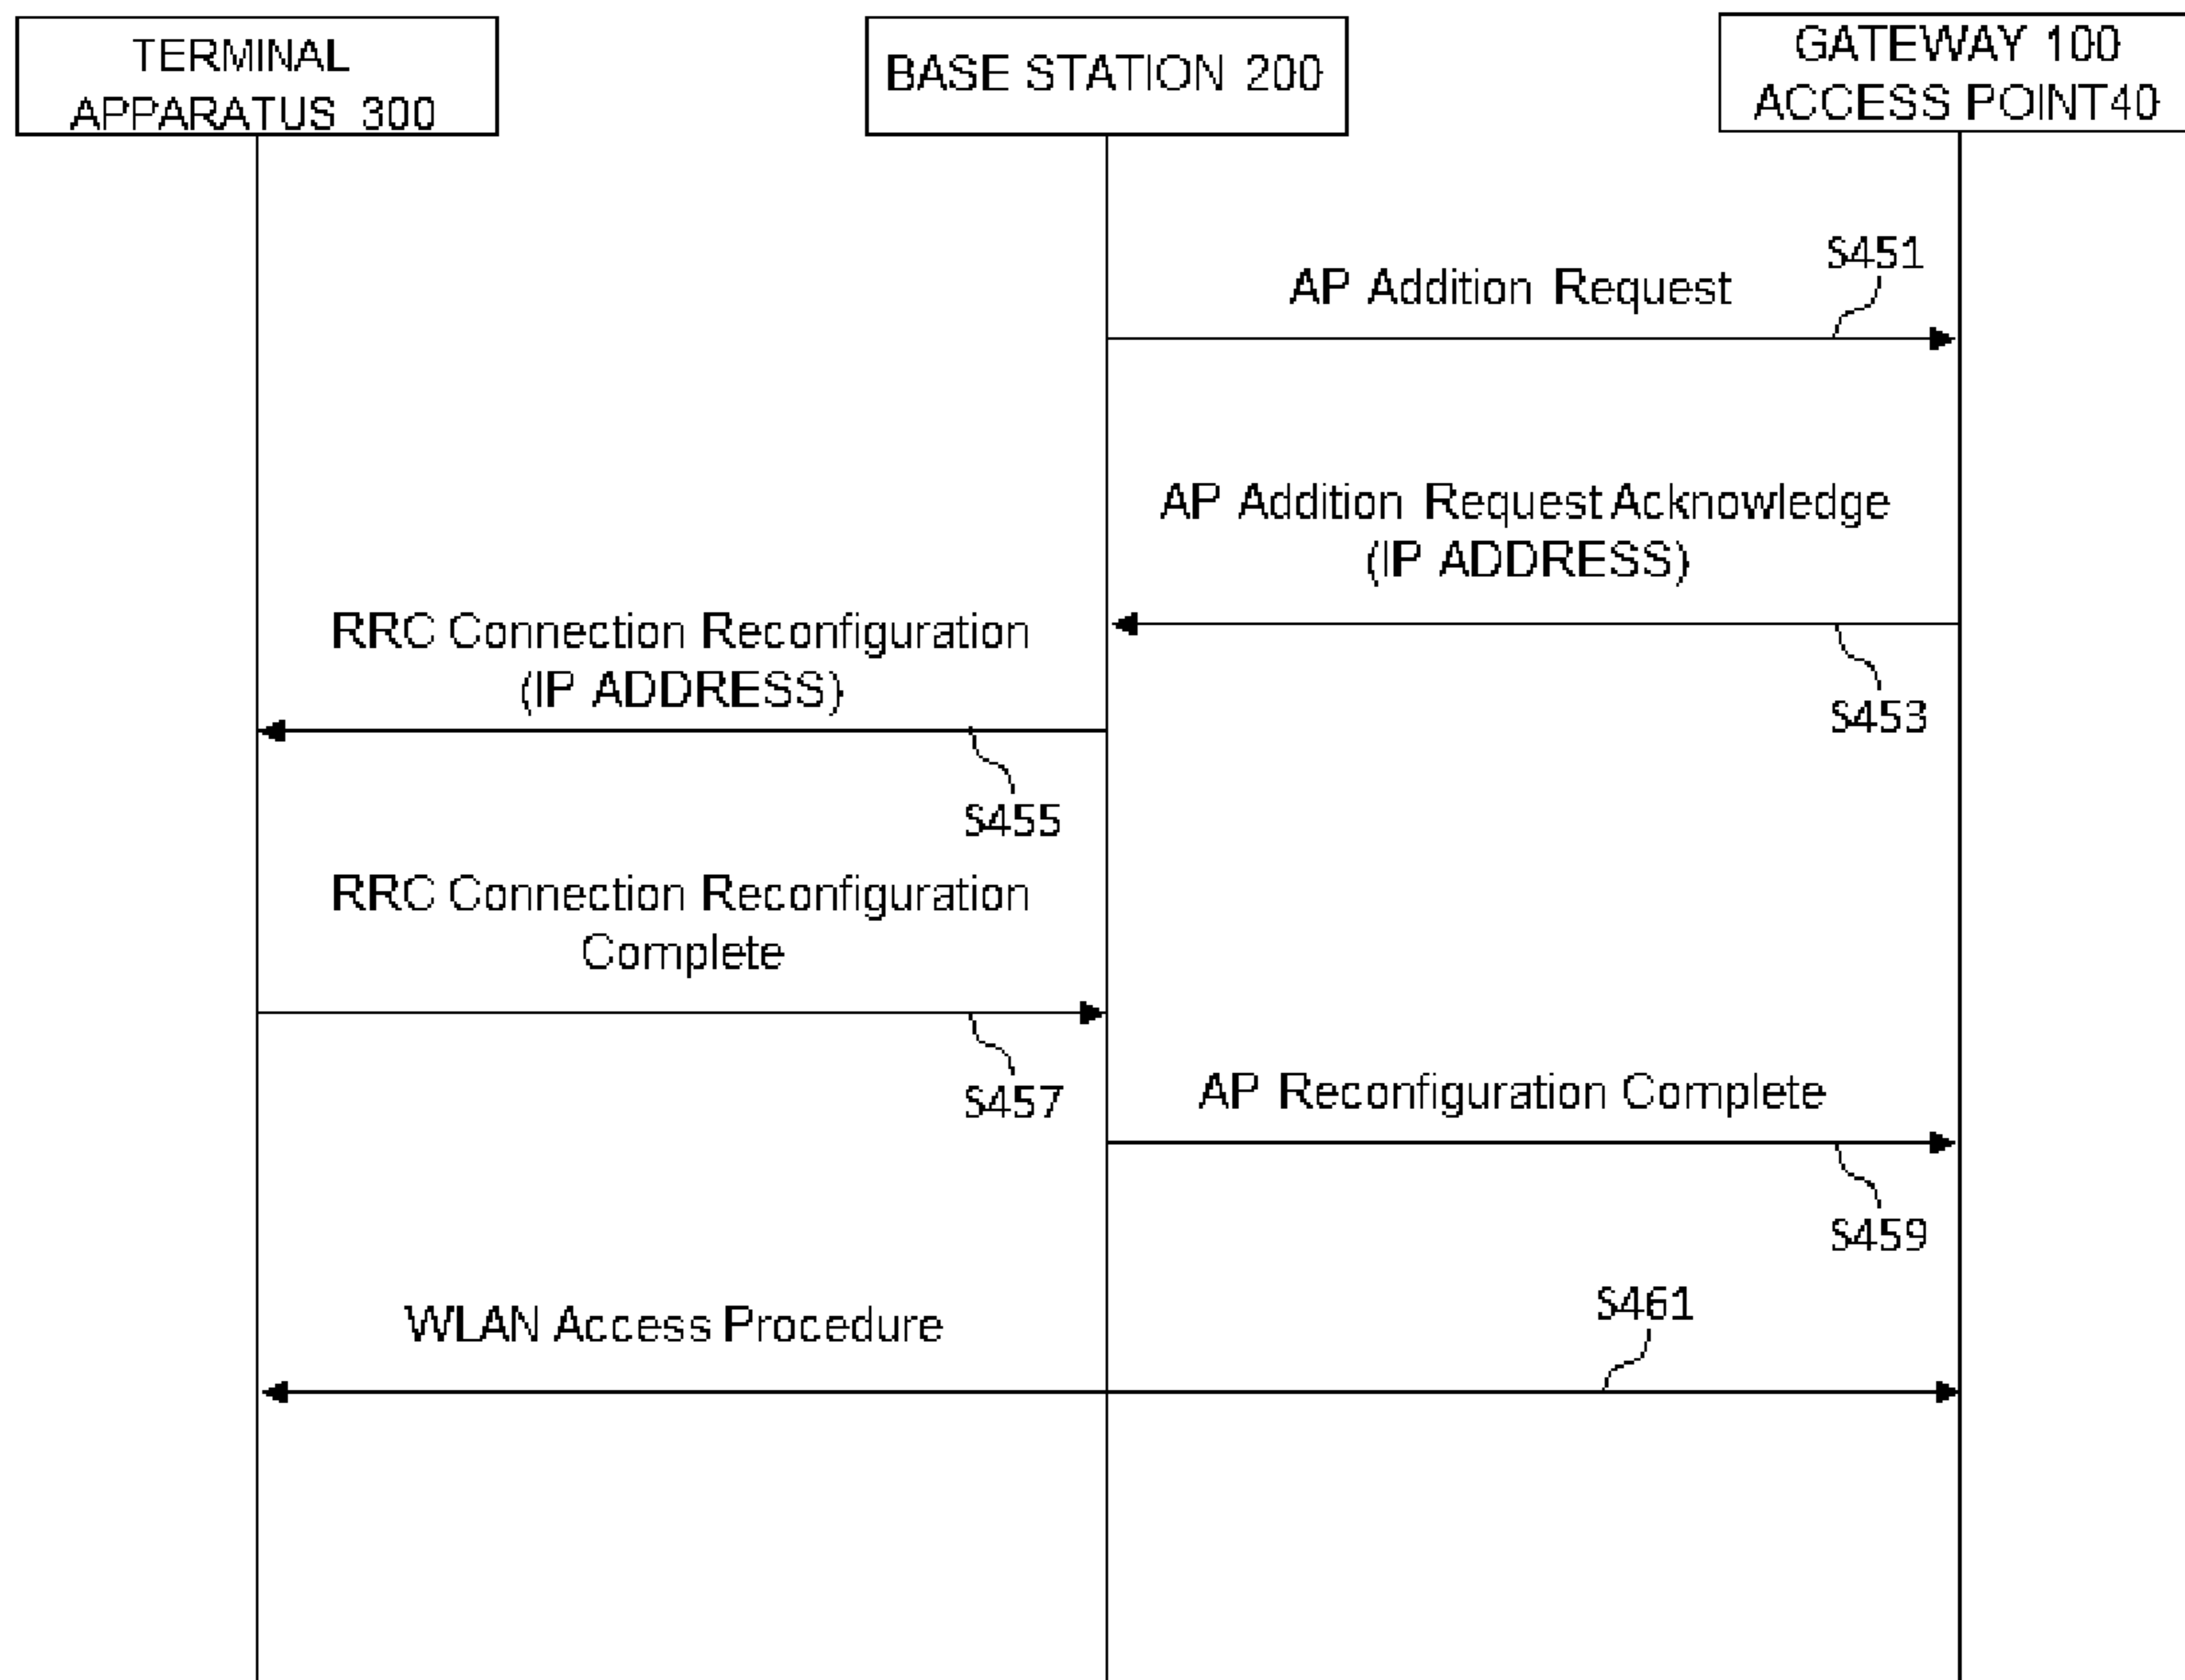 TERMINAL
APPARATUS 300
BASE STATION 200
GATEWAY 100
ACCESS POINT40
S451
AP Addition Request
AP Addition Request Acknowledge
(IP ADDRESS)
S453
RRC Connection Reconfiguration
(IP ADDRESS)
S455
RRC Connection Reconfiguration
Complete
S457
AP Reconfiguration Complete
S459
S461
WLAN Access Procedure